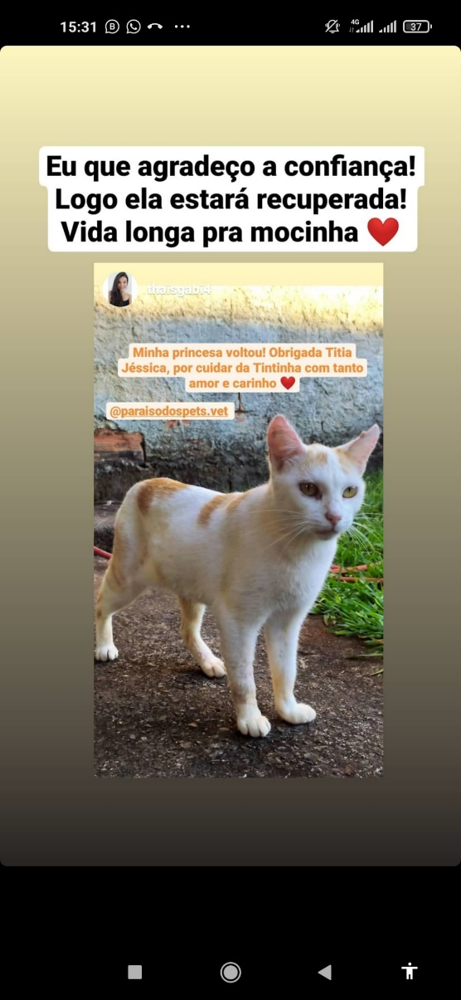 15:31
4G
37
Eu que agradeço a confiança!
Logo ela estará recuperada!
Vida longa pra mocinha ❤️
thaisgabi4
Minha princesa voltou! Obrigada Titia
Jéssica, por cuidar da Tintinha com tanto
amor e carinho ❤️
@paraisodospets.vet